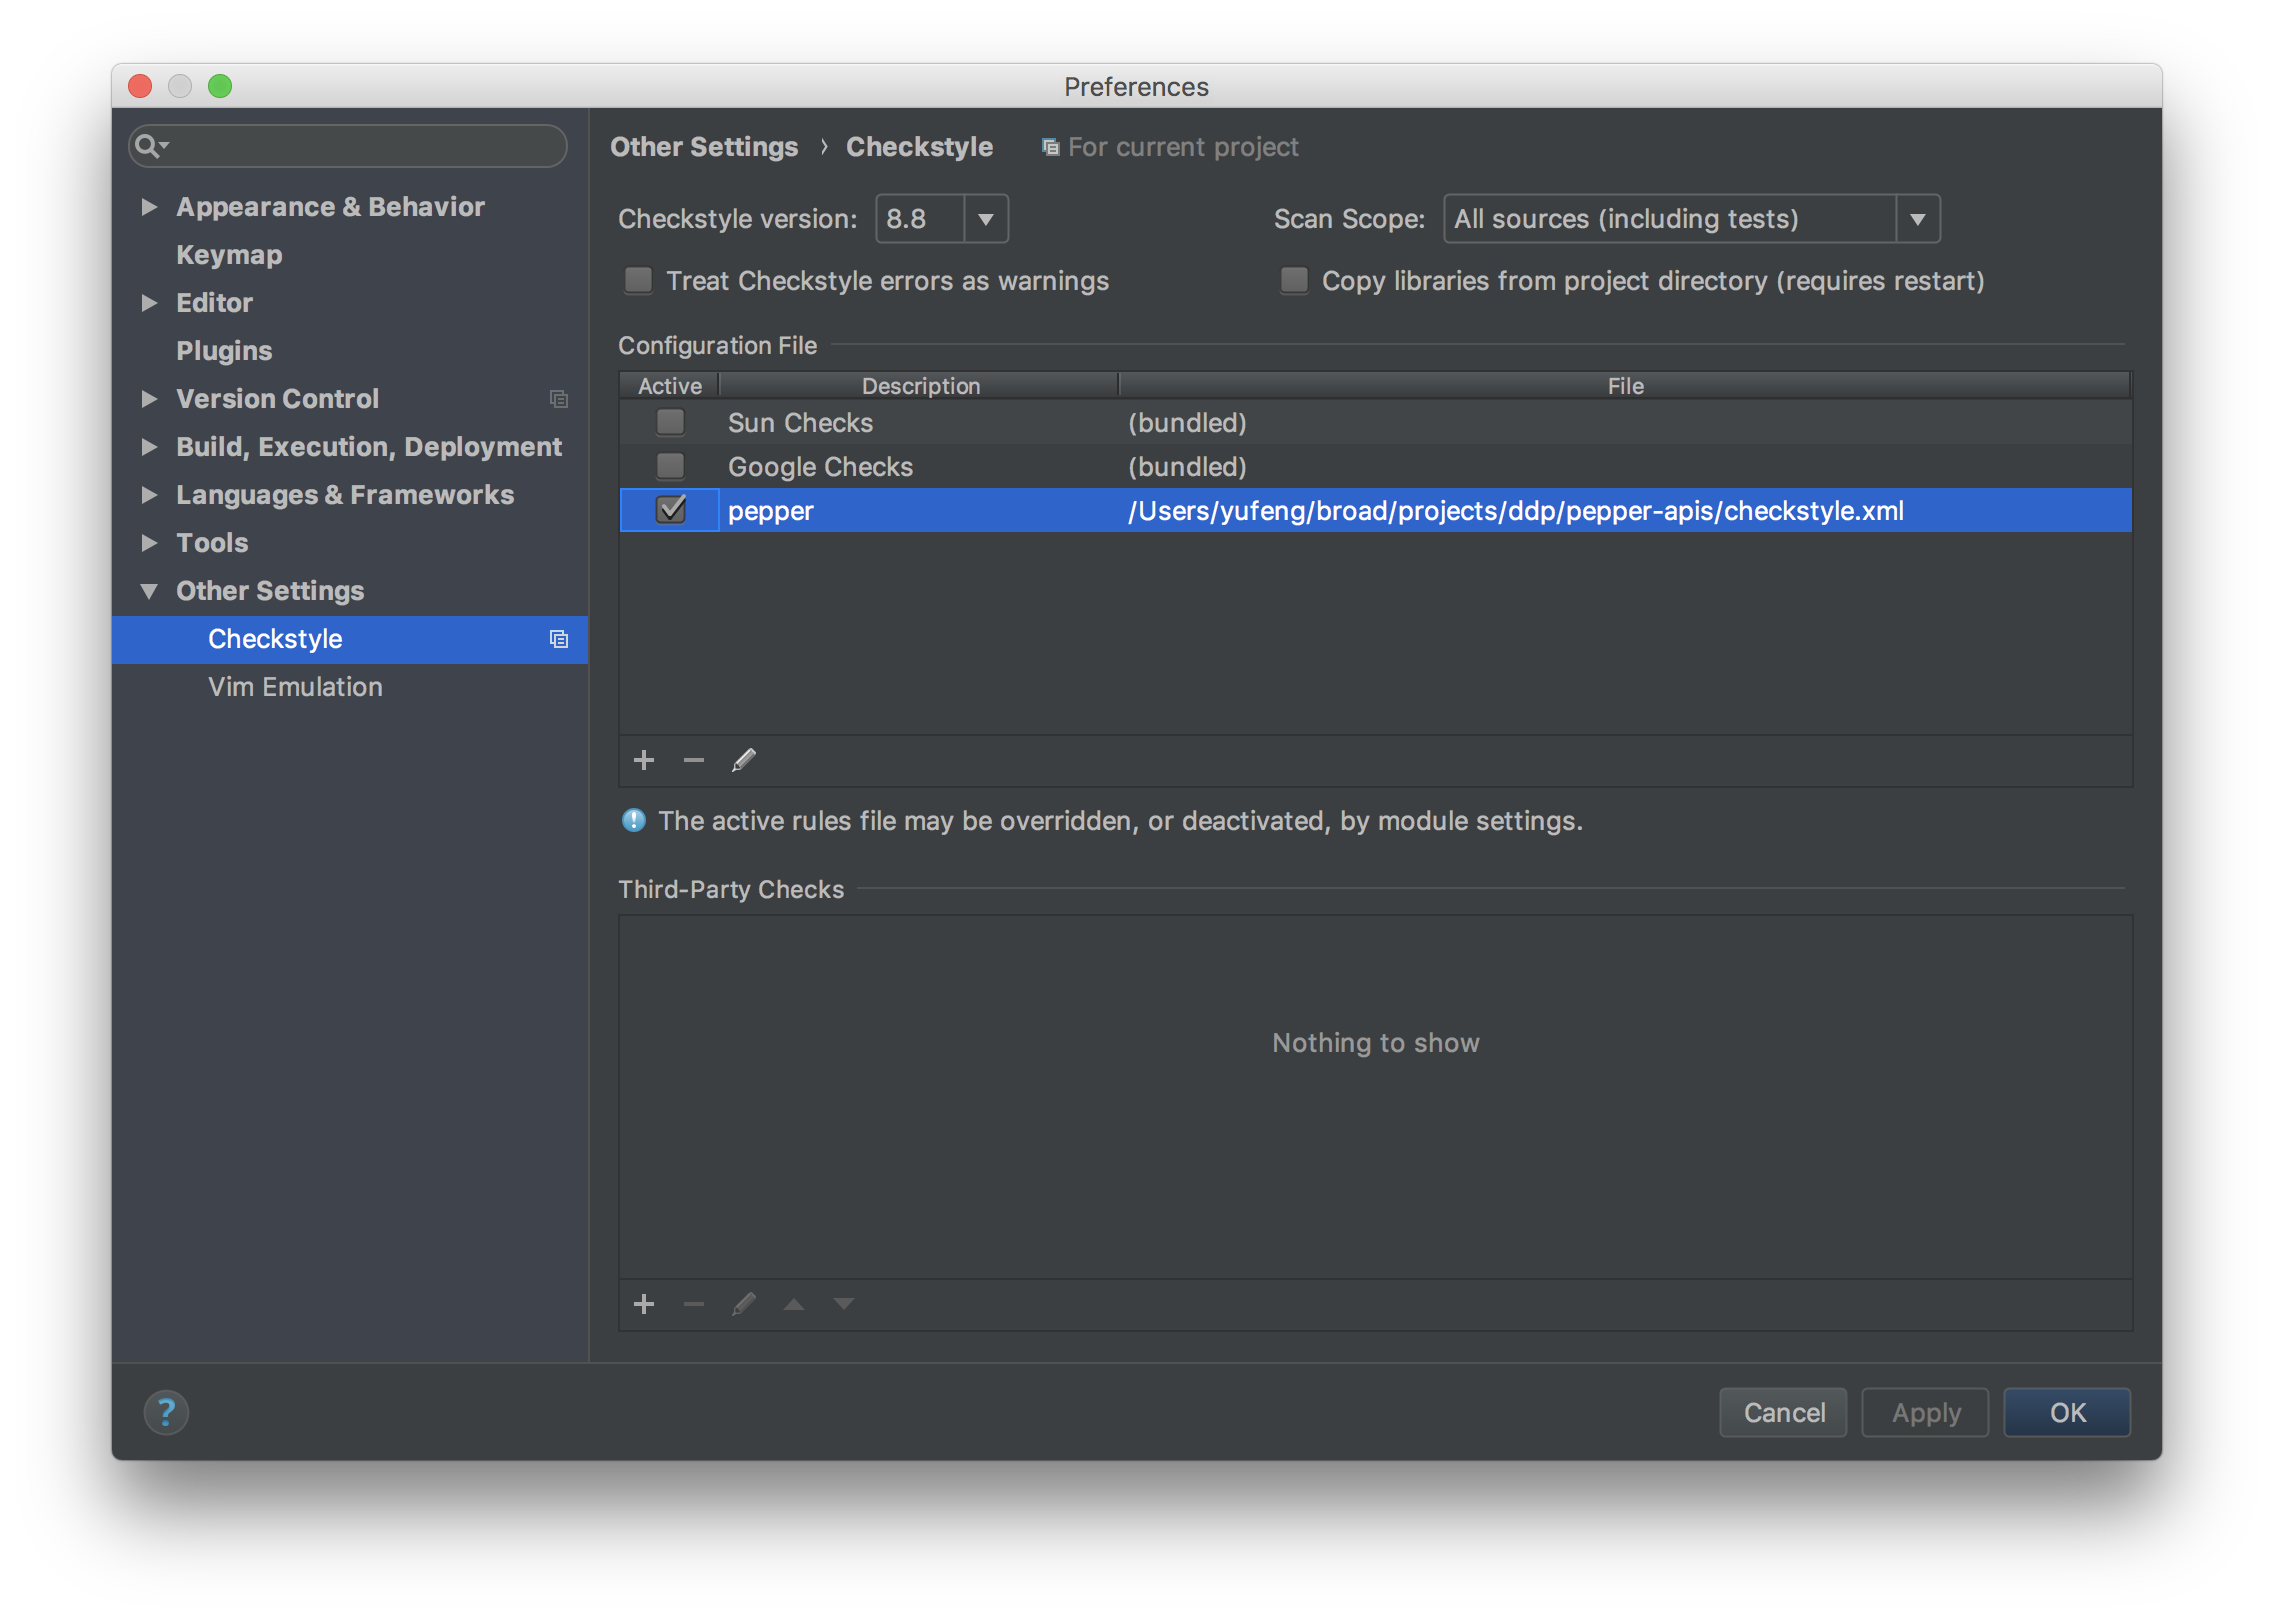 Preferences
Appearance & Behavior
Keymap
Editor
Plugins
Version Control
Build, Execution, Deployment
Languages & Frameworks
Tools
Other Settings
Checkstyle
Vim Emulation
Other Settings › Checkstyle For current project
Checkstyle version: 8.8 Scan Scope: All sources (including tests)
Treat Checkstyle errors as warnings Copy libraries from project directory (requires restart)
Configuration File
Active Description File
Sun Checks (bundled)
Google Checks (bundled)
pepper /Users/yufeng/broad/projects/ddp/pepper-apis/checkstyle.xml
The active rules file may be overridden, or deactivated, by module settings.
Third-Party Checks
Nothing to show
? Cancel Apply OK